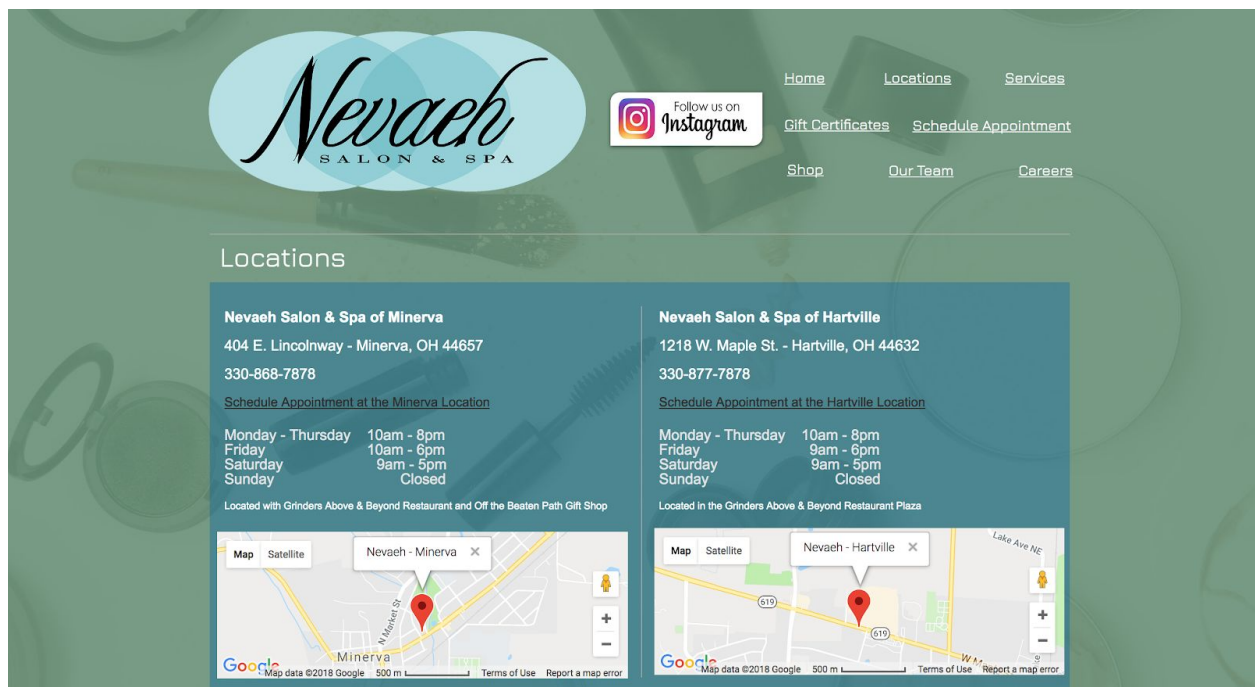 Nevaeh
SALON & SPA
Follow us on
Instagram
Home Locations Services
Gift Certificates Schedule Appointment
Shop Our Team Careers
Locations
Nevaeh Salon & Spa of Minerva
404 E. Lincolnway - Minerva, OH 44657
330-868-7878
Schedule Appointment at the Minerva Location
Monday - Thursday 10am - 8pm
Friday 10am - 6pm
Saturday 9am - 5pm
Sunday Closed
Located with Grinders Above & Beyond Restaurant and Off the Beaten Path Gift Shop
Map Satellite
Nevaeh - Minerva ×
N Market St
Minerva
+
−
Google
Map data ©2018 Google 500 m Terms of Use Report a map error
Nevaeh Salon & Spa of Hartville
1218 W. Maple St. - Hartville, OH 44632
330-877-7878
Schedule Appointment at the Hartville Location
Monday - Thursday 10am - 8pm
Friday 9am - 6pm
Saturday 9am - 5pm
Sunday Closed
Located in the Grinders Above & Beyond Restaurant Plaza
Map Satellite
Nevaeh - Hartville ×
Lake Ave NE
619
619
+
−
Google
Map data ©2018 Google 500 m Terms of Use Report a map error